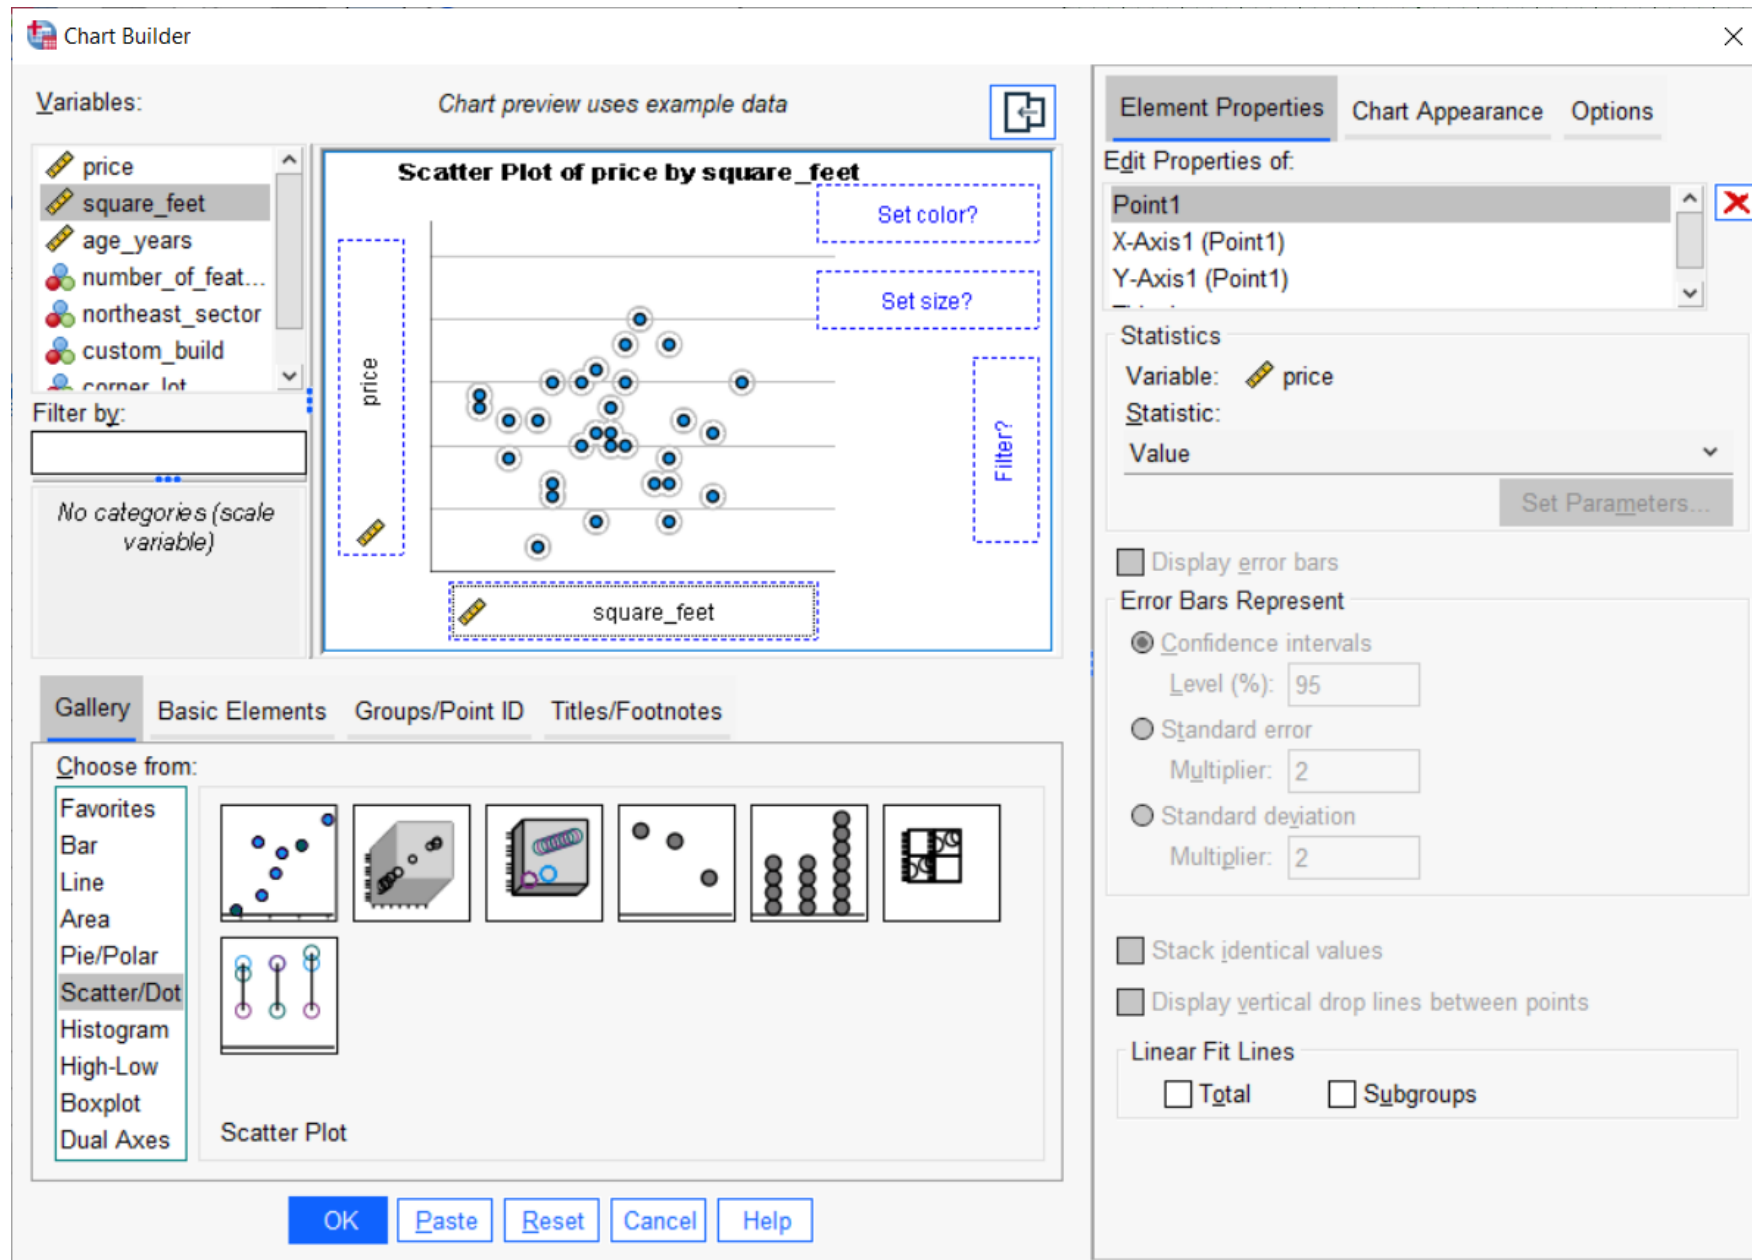 Chart Builder
Variables:
Chart preview uses example data
price
square_feet
age_years
number_of_feat...
northeast_sector
custom_build
corner_lot
Filter by:
No categories (scale
variable)
Scatter Plot of price by square_feet
Set color?
Set size?
Filter?
price
square_feet
Gallery
Basic Elements
Groups/Point ID
Titles/Footnotes
Choose from:
Favorites
Bar
Line
Area
Pie/Polar
Scatter/Dot
Histogram
High-Low
Boxplot
Dual Axes
Scatter Plot
OK
Paste
Reset
Cancel
Help
Element Properties
Chart Appearance
Options
Edit Properties of:
Point1
X-Axis1 (Point1)
Y-Axis1 (Point1)
Statistics
Variable: price
Statistic:
Value
Set Parameters...
Display error bars
Error Bars Represent
Confidence intervals
Level (%): 95
Standard error
Multiplier: 2
Standard deviation
Multiplier: 2
Stack identical values
Display vertical drop lines between points
Linear Fit Lines
Total
Subgroups